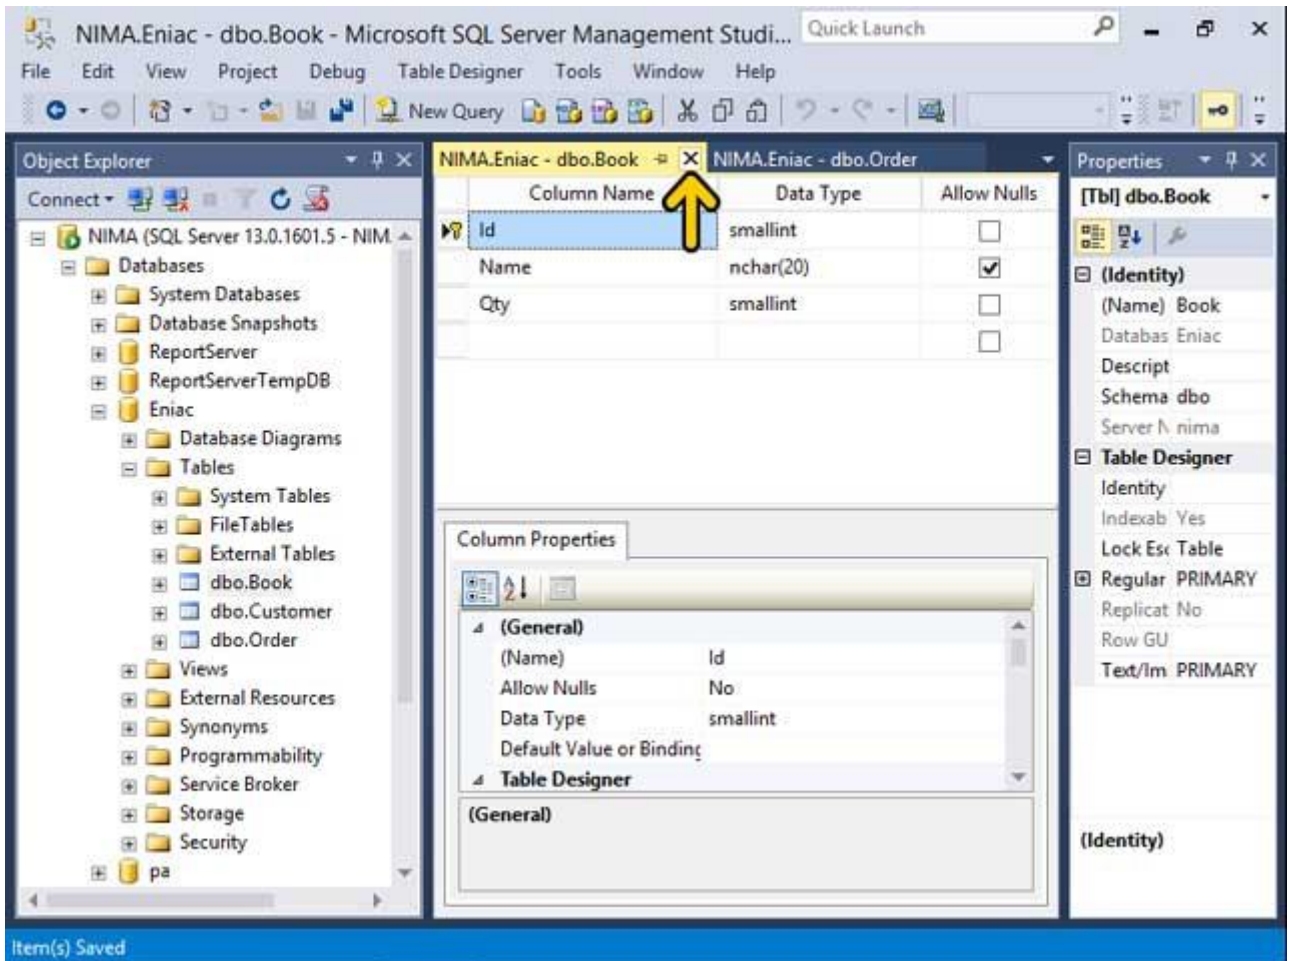 NIMA.Eniac - dbo.Book - Microsoft SQL Server Management Studi...
Quick Launch
File Edit View Project Debug Table Designer Tools Window Help
New Query
Object Explorer
Connect
NIMA (SQL Server 13.0.1601.5 - NIM
Databases
System Databases
Database Snapshots
ReportServer
ReportServerTempDB
Eniac
Database Diagrams
Tables
System Tables
FileTables
External Tables
dbo.Book
dbo.Customer
dbo.Order
Views
External Resources
Synonyms
Programmability
Service Broker
Storage
Security
pa
NIMA.Eniac - dbo.Book NIMA.Eniac - dbo.Order
Column Name Data Type Allow Nulls
Id smallint
Name nchar(20)
Qty smallint
Column Properties
(General)
(Name) Id
Allow Nulls No
Data Type smallint
Default Value or Binding
Table Designer
(General)
Properties
[Tbl] dbo.Book
(Identity)
(Name) Book
Databas Eniac
Descript
Schema dbo
Server N nima
Table Designer
Identity
Indexab Yes
Lock Esc Table
Regular PRIMARY
Replicat No
Row GU
Text/Im PRIMARY
(Identity)
Item(s) Saved